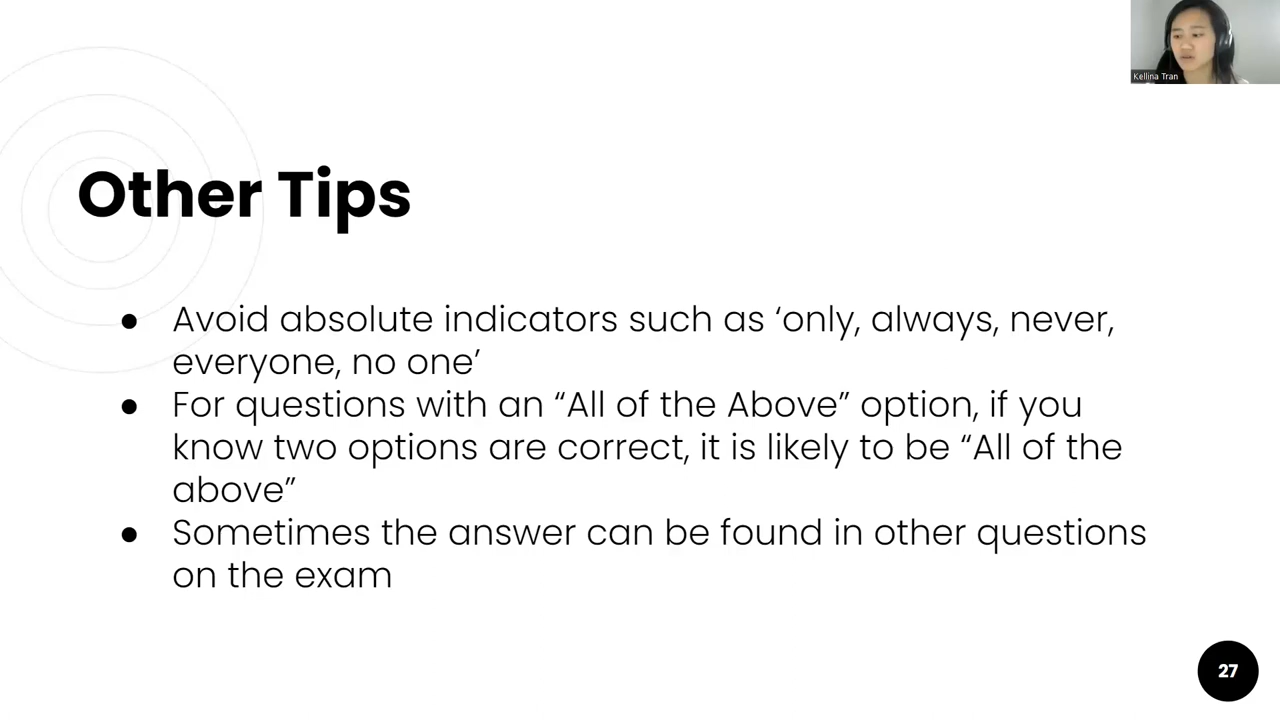 Kellina Tran
Other Tips
● Avoid absolute indicators such as ‘only, always, never,
everyone, no one’
● For questions with an “All of the Above” option, if you
know two options are correct, it is likely to be “All of the
above”
● Sometimes the answer can be found in other questions
on the exam
27